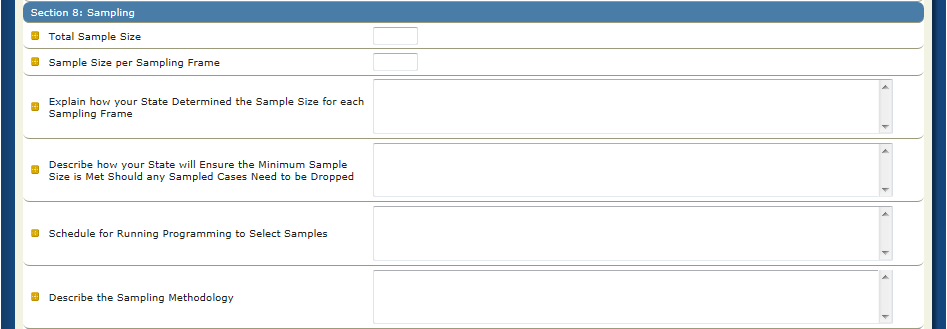 Section 8: Sampling
Total Sample Size
Sample Size per Sampling Frame
Explain how your State Determined the Sample Size for each
Sampling Frame
Describe how your State will Ensure the Minimum Sample
Size is Met Should any Sampled Cases Need to be Dropped
Schedule for Running Programming to Select Samples
Describe the Sampling Methodology